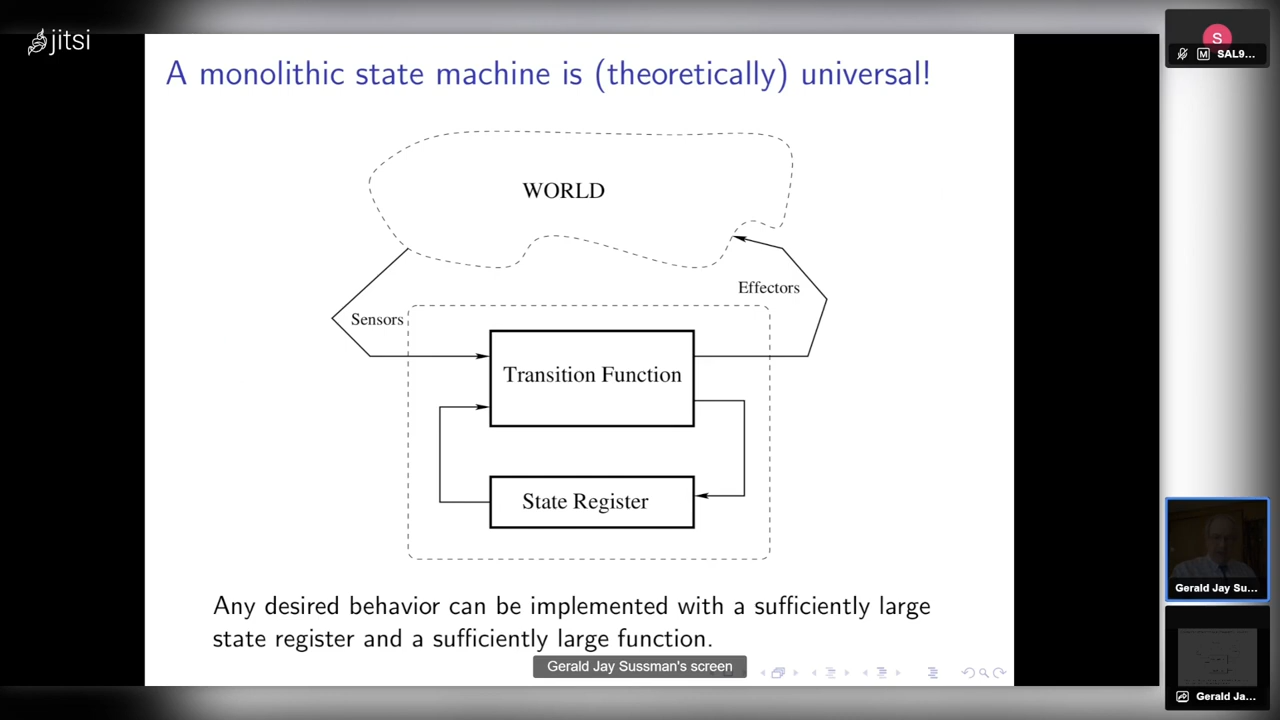 jitsi
A monolithic state machine is (theoretically) universal!
S
M SAL9...
WORLD
Effectors
Sensors
Transition Function
State Register
Gerald Jay Su...
Any desired behavior can be implemented with a sufficiently large
state register and a sufficiently large function.
Gerald Jay Sussman's screen
Gerald Ja...